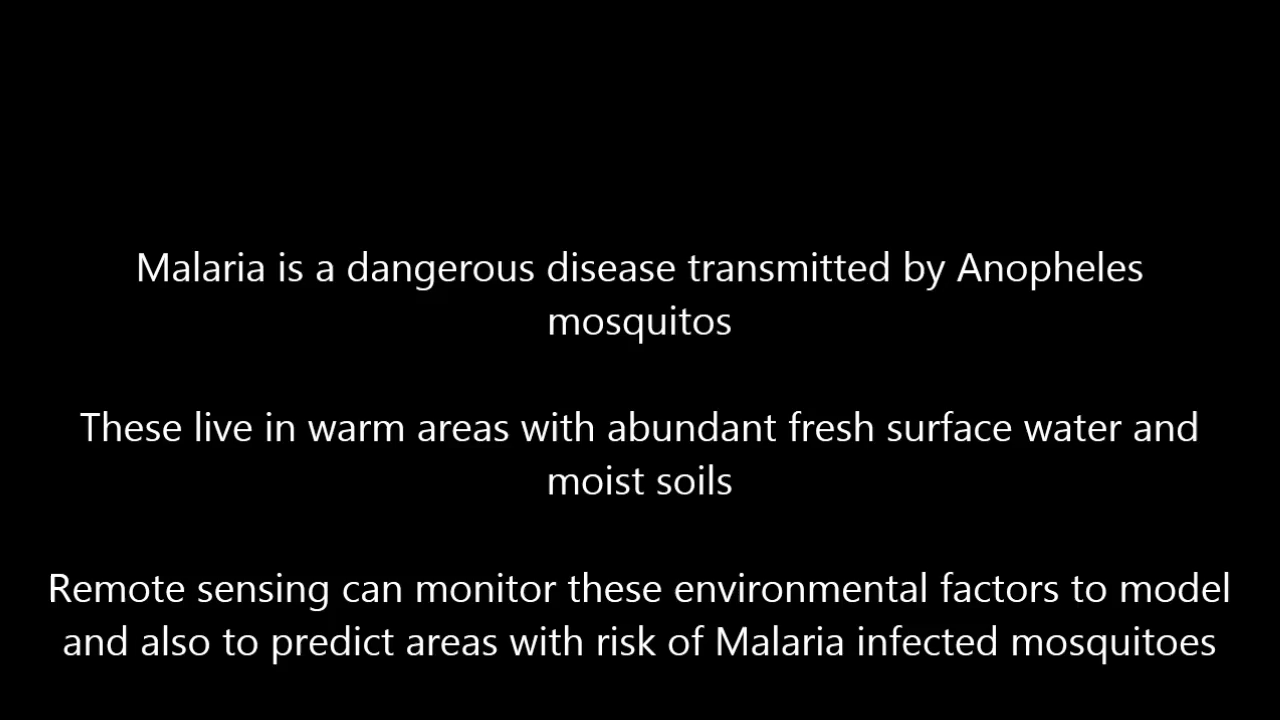 Malaria is a dangerous disease transmitted by Anopheles
mosquitos
These live in warm areas with abundant fresh surface water and
moist soils
Remote sensing can monitor these environmental factors to model
and also to predict areas with risk of Malaria infected mosquitoes